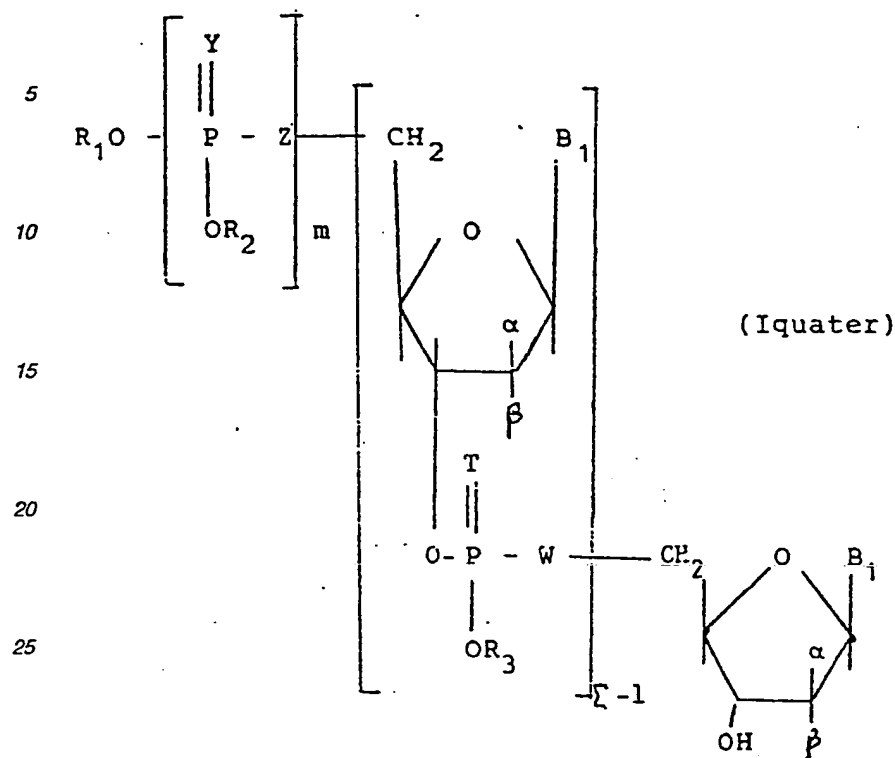 Y
5
R1O - P - Z CH2 B1
10 OR2 m O
(Iquater)
α
15
β
T
20
O- P - W CH2 O B1
OR3
25 α
-Σ -1
OH β